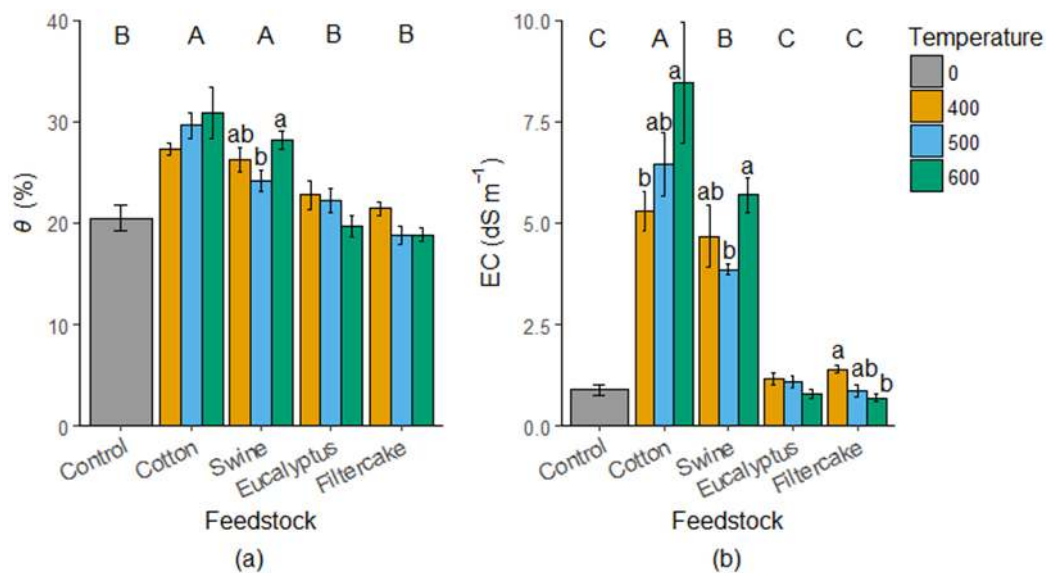 40
30
20
10
0
θ (%)
B A A B B
ab
b
a
Control
Cotton
Swine
Eucalyptus
Filtercake
Feedstock
(a)
10.0
7.5
5.0
2.5
0.0
EC (dS m⁻¹)
C A B C C
b
ab
a
ab
b
a
a
ab
b
Control
Cotton
Swine
Eucalyptus
Filtercake
Feedstock
(b)
Temperature
0
400
500
600